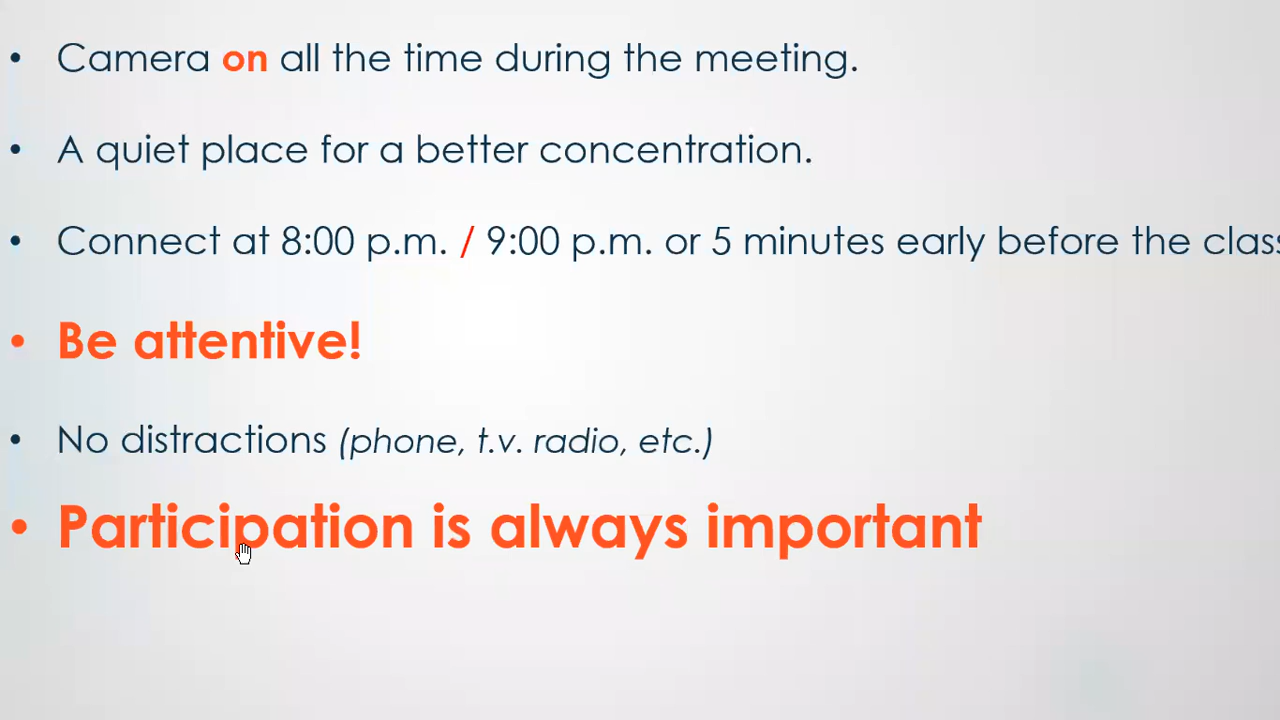 • Camera on all the time during the meeting.
• A quiet place for a better concentration.
• Connect at 8:00 p.m. / 9:00 p.m. or 5 minutes early before the
• Be attentive!
• No distractions (phone, t.v. radio, etc.)
• Participation is always important